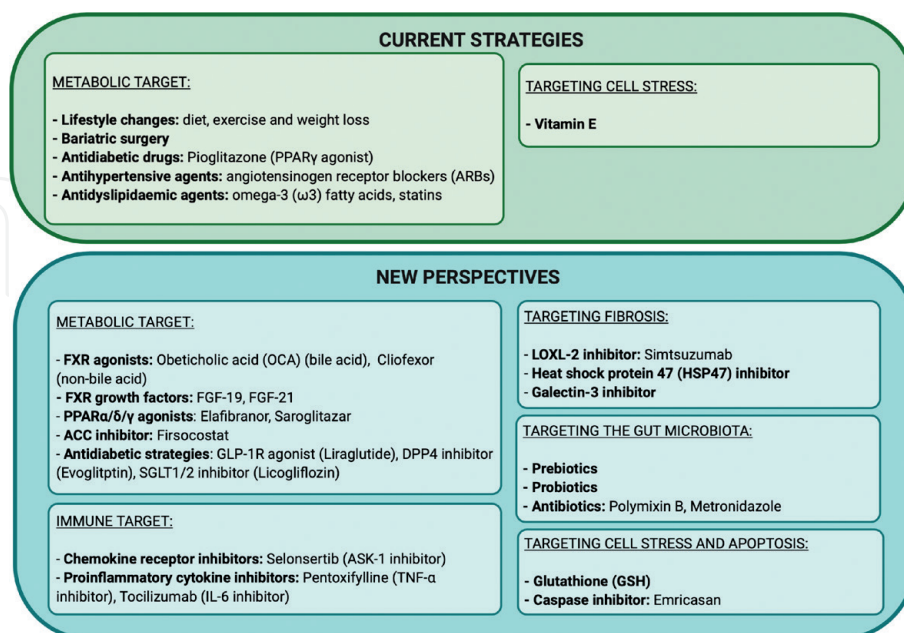 CURRENT STRATEGIES
METABOLIC TARGET:
- Lifestyle changes: diet, exercise and weight loss
- Bariatric surgery
- Antidiabetic drugs: Pioglitazone (PPARγ agonist)
- Antihypertensive agents: angiotensinogen receptor blockers (ARBs)
- Antidyslipidaemic agents: omega-3 (ω3) fatty acids, statins
TARGETING CELL STRESS:
- Vitamin E
NEW PERSPECTIVES
METABOLIC TARGET:
- FXR agonists: Obeticholic acid (OCA) (bile acid), Cliofexor
(non-bile acid)
- FXR growth factors: FGF-19, FGF-21
- PPARα/δ/γ agonists: Elafibranor, Saroglitazar
- ACC inhibitor: Firsocostat
- Antidiabetic strategies: GLP-1R agonist (Liraglutide), DPP4 inhibitor
(Evoglitptin), SGLT1/2 inhibitor (Licogliflozin)
IMMUNE TARGET:
- Chemokine receptor inhibitors: Selonsertib (ASK-1 inhibitor)
- Proinflammatory cytokine inhibitors: Pentoxifylline (TNF-α
inhibitor), Tocilizumab (IL-6 inhibitor)
TARGETING FIBROSIS:
- LOXL-2 inhibitor: Simtsuzumab
- Heat shock protein 47 (HSP47) inhibitor
- Galectin-3 inhibitor
TARGETING THE GUT MICROBIOTA:
- Prebiotics
- Probiotics
- Antibiotics: Polymixin B, Metronidazole
TARGETING CELL STRESS AND APOPTOSIS:
- Glutathione (GSH)
- Caspase inhibitor: Emricasan